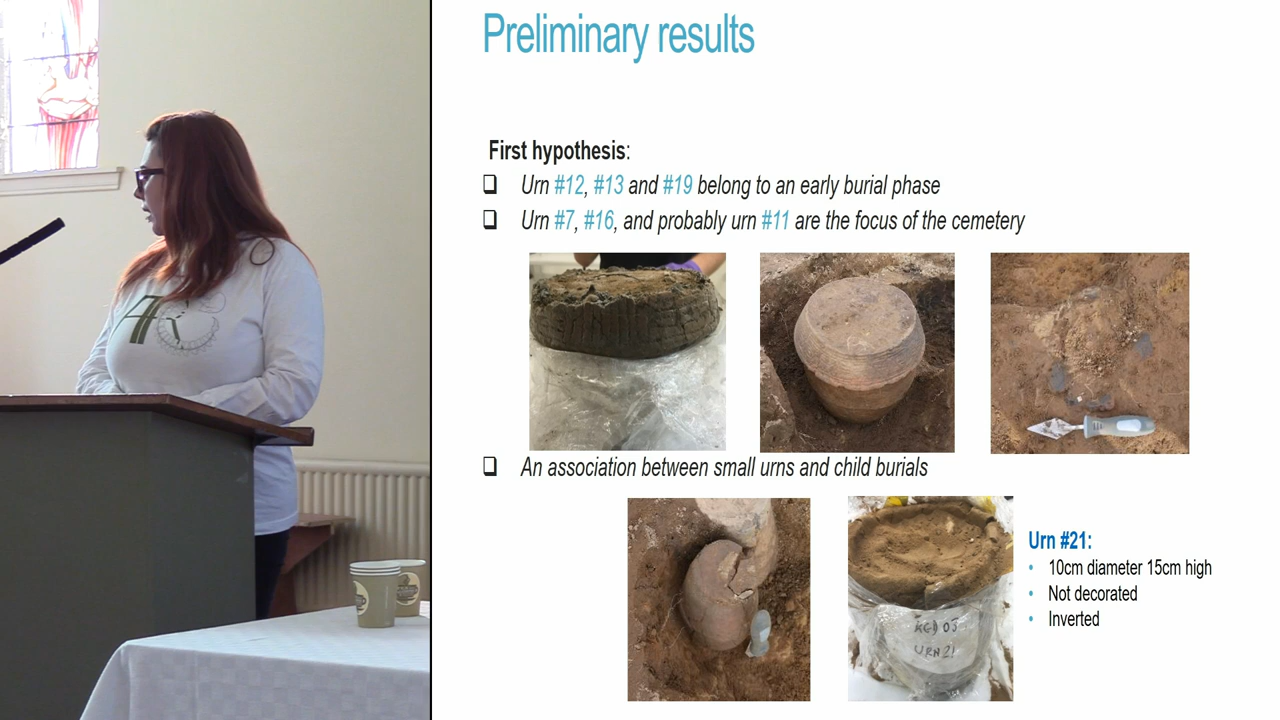 Preliminary results
First hypothesis:
Urn #12, #13 and #19 belong to an early burial phase
Urn #7, #16, and probably urn #11 are the focus of the cemetery
An association between small urns and child burials
Urn #21:
10cm diameter 15cm high
Not decorated
Inverted
URN 21